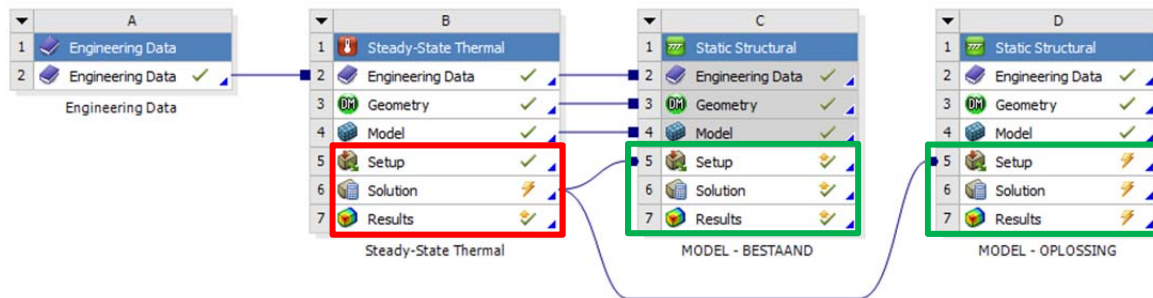 A
1 Engineering Data
2 Engineering Data
Engineering Data
B
1 Steady-State Thermal
2 Engineering Data
3 DM Geometry
4 Model
5 Setup
6 Solution
7 Results
Steady-State Thermal
C
1 Static Structural
2 Engineering Data
3 DM Geometry
4 Model
5 Setup
6 Solution
7 Results
MODEL - BESTAAND
D
1 Static Structural
2 Engineering Data
3 DM Geometry
4 Model
5 Setup
6 Solution
7 Results
MODEL - OPLOSSING